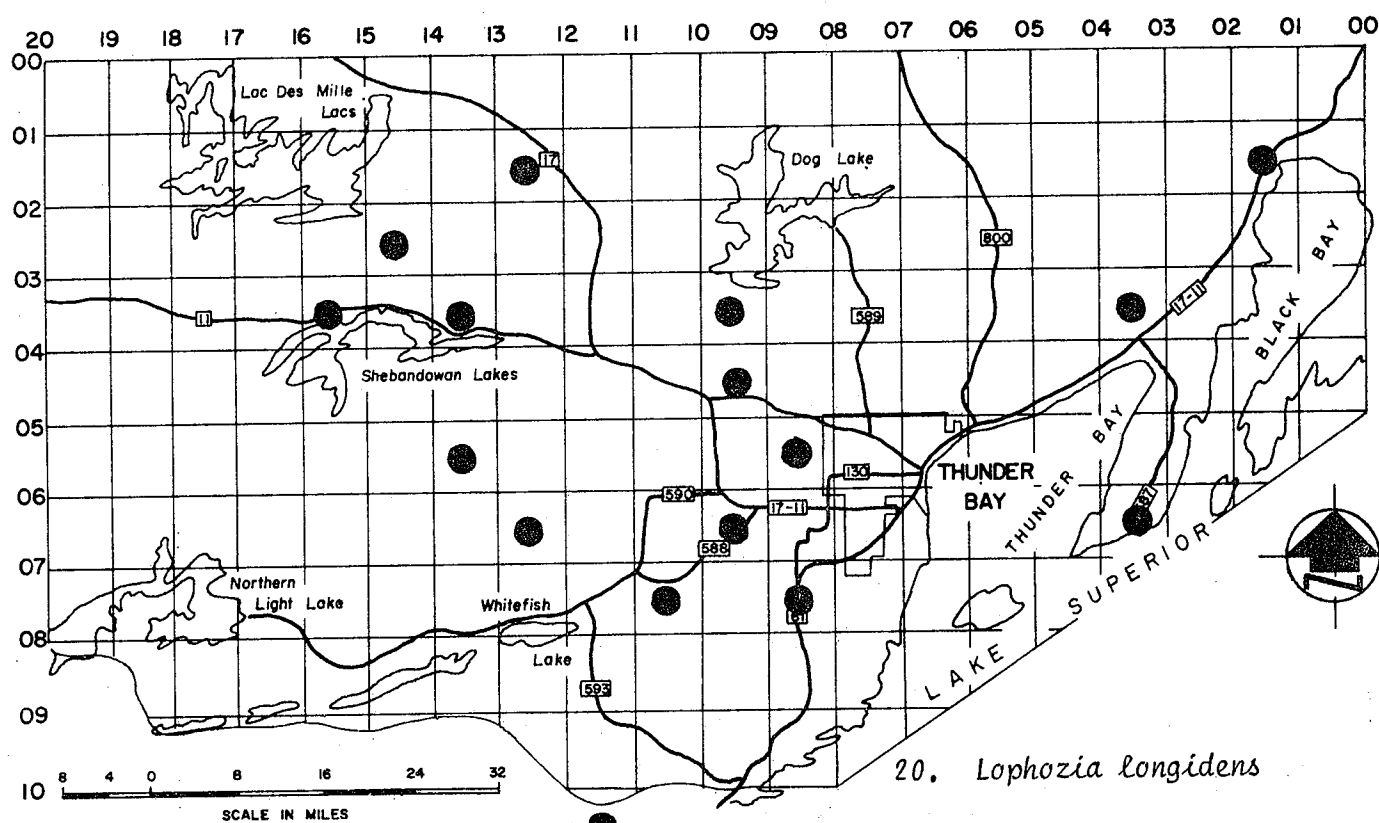 20 19 18 17 16 15 14 13 12 11 10 09 08 07 06 05 04 03 02 01 00
00
Lac Des Mille
Lacs
01
17
Dog Lake
02
800
BLACK BAY
03
11
589
17-11
04
Shebandowan Lakes
05
THUNDER BAY
130
THUNDER
BAY
06
590
17-11
587
588
07
Northern
Light Lake
Whitefish
Lake
61
08
LAKE SUPERIOR
593
09
N
8 4 0 8 16 24 32
10
SCALE IN MILES
20. Lophozia longidens